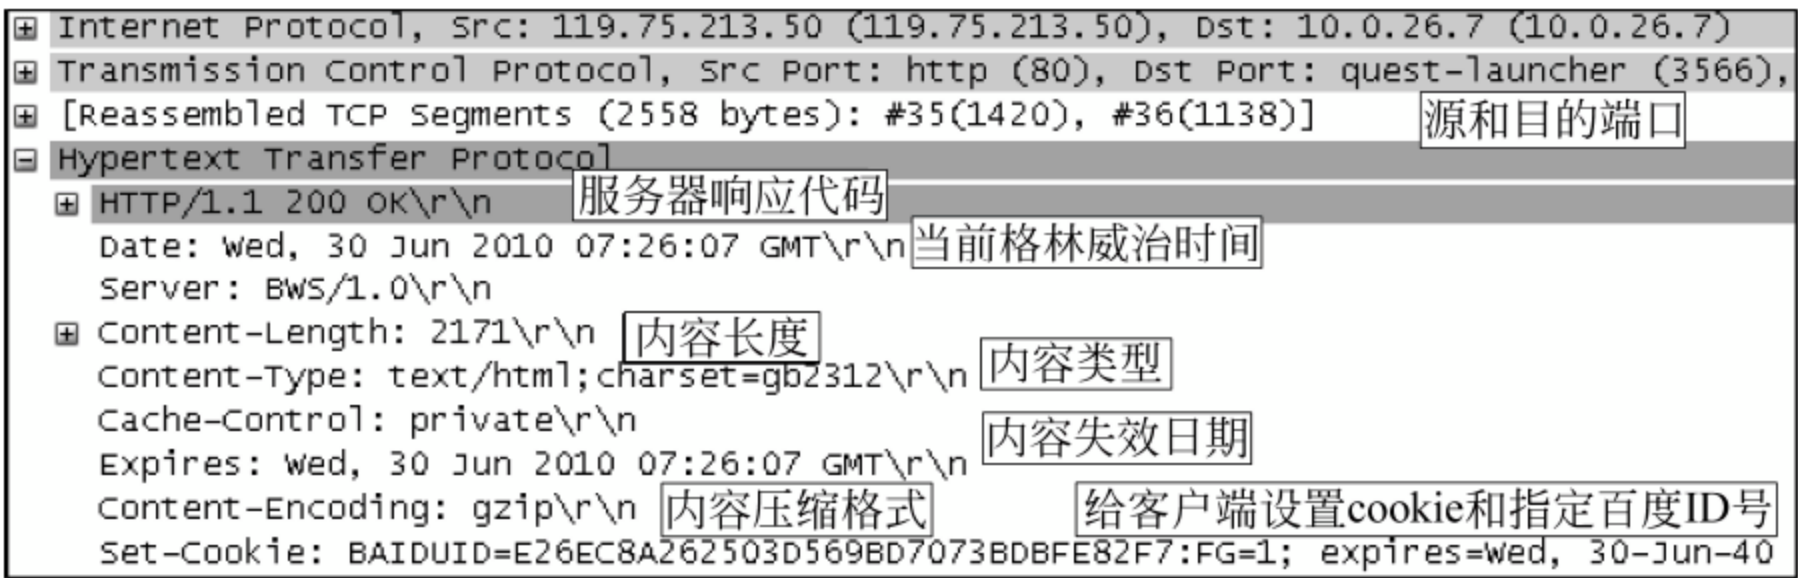 Internet Protocol, Src: 119.75.213.50 (119.75.213.50), Dst: 10.0.26.7 (10.0.26.7)
Transmission Control Protocol, Src Port: http (80), Dst Port: quest-launcher (3566),
[Reassembled TCP Segments (2558 bytes): #35(1420), #36(1138)]
源和目的端口
Hypertext Transfer Protocol
HTTP/1.1 200 OK\r\n
服务器响应代码
Date: Wed, 30 Jun 2010 07:26:07 GMT\r\n
当前格林威治时间
Server: BWS/1.0\r\n
Content-Length: 2171\r\n
内容长度
Content-Type: text/html;charset=gb2312\r\n
内容类型
Cache-Control: private\r\n
内容失效日期
Expires: Wed, 30 Jun 2010 07:26:07 GMT\r\n
Content-Encoding: gzip\r\n
内容压缩格式
给客户端设置cookie和指定百度ID号
Set-Cookie: BAIDUID=E26EC8A262503D569BD7073BDBFE82F7:FG=1; expires=Wed, 30-Jun-40